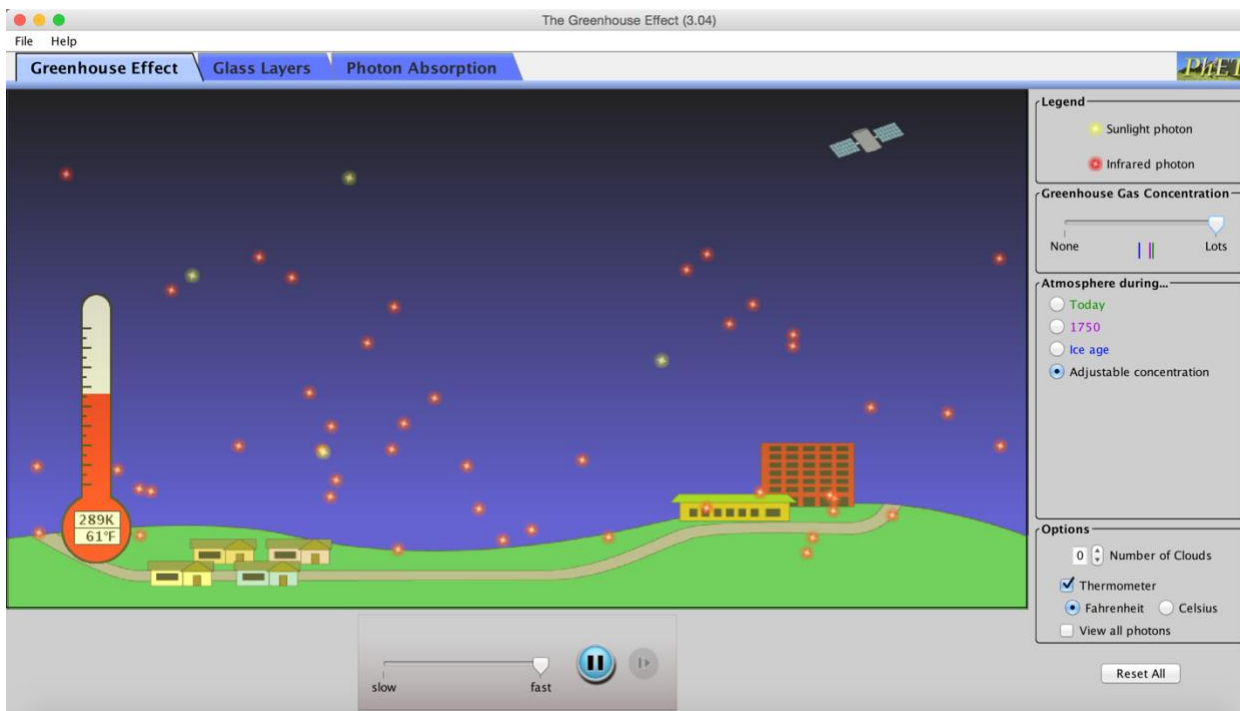 The Greenhouse Effect (3.04)
File Help
Greenhouse Effect Glass Layers Photon Absorption
PhET
Legend
Sunlight photon
Infrared photon
Greenhouse Gas Concentration
None Lots
Atmosphere during...
Today
1750
Ice age
Adjustable concentration
289K
61°F
Options
0 Number of Clouds
Thermometer
Fahrenheit Celsius
View all photons
slow fast
Reset All